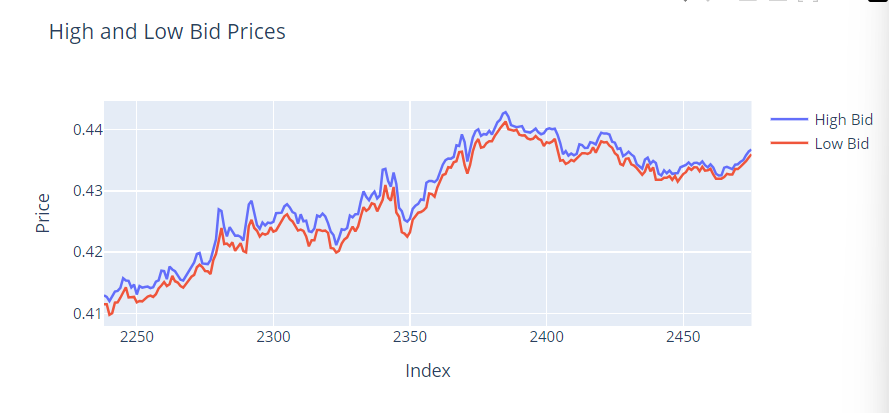 High and Low Bid Prices
High Bid
Low Bid
0.44
0.43
0.42
0.41
Price
2250 2300 2350 2400 2450
Index